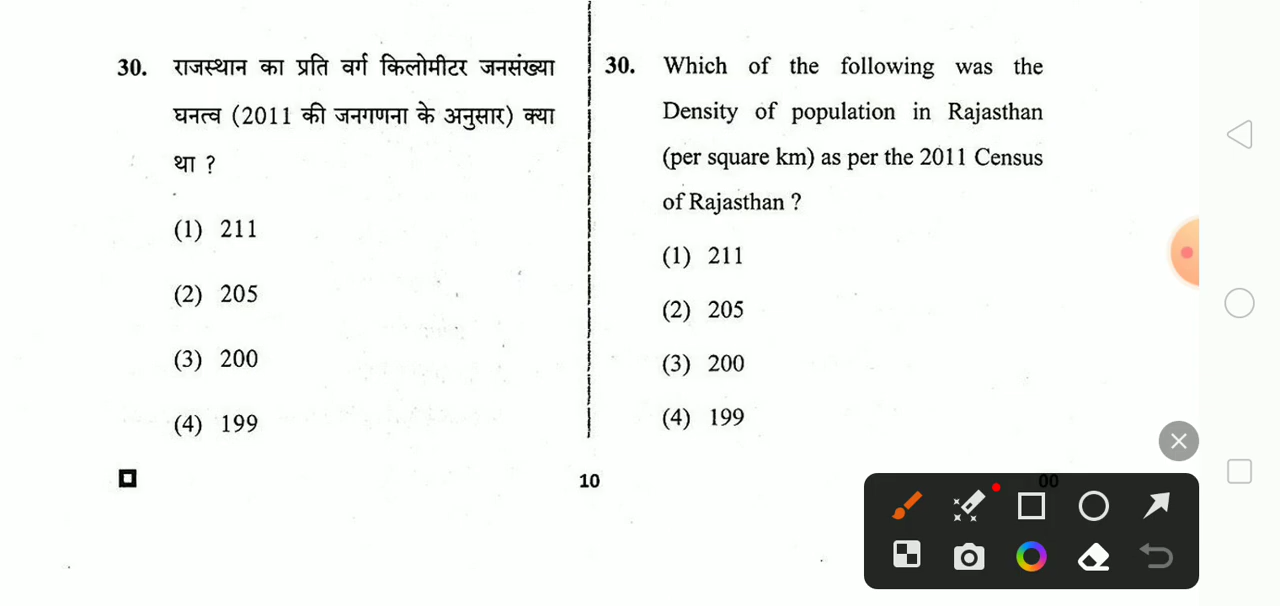 30. राजस्थान का प्रति वर्ग किलोमीटर जनसंख्या
घनत्व (2011 की जनगणना के अनुसार) क्या
था ?
(1) 211
(2) 205
(3) 200
(4) 199
30. Which of the following was the
Density of population in Rajasthan
(per square km) as per the 2011 Census
of Rajasthan ?
(1) 211
(2) 205
(3) 200
(4) 199
10
00